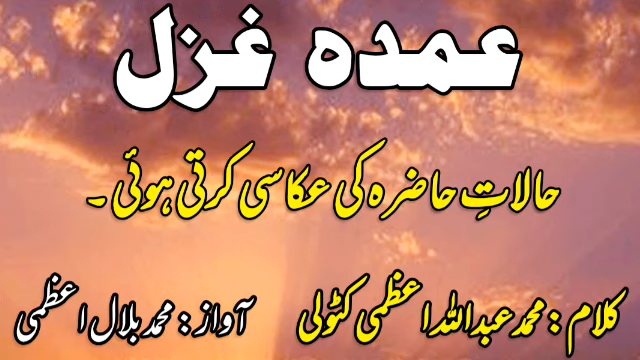 عمدہ غزل
حالاتِ حاضرہ کی عکاسی کرتی ہوئی ۔
کلام : محمد عبداللہ اعظمی کٹولی آواز : محمد بلال اعظمی